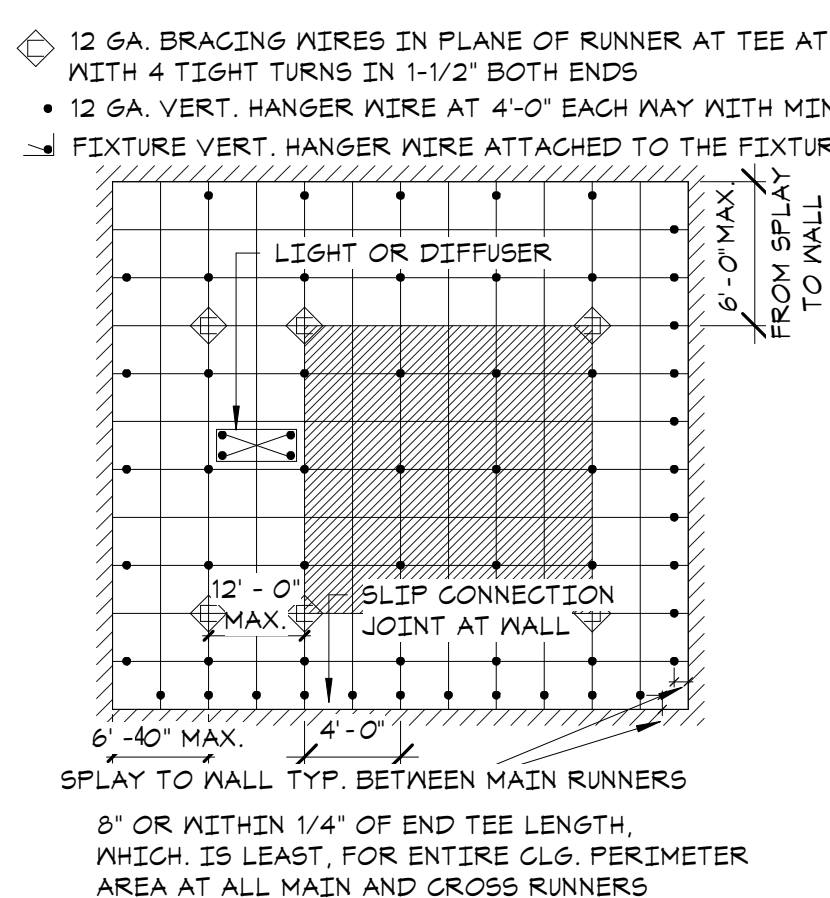 12 GA. BRACING WIRES IN PLANE OF RUNNER AT TEE AT
WITH 4 TIGHT TURNS IN 1-1/2" BOTH ENDS
12 GA. VERT. HANGER WIRE AT 4'-0" EACH WAY WITH MIN
FIXTURE VERT. HANGER WIRE ATTACHED TO THE FIXTUR
6'-0" MAX.
FROM SPLAY
TO WALL
LIGHT OR DIFFUSER
12' - 0"
MAX.
SLIP CONNECTION
JOINT AT WALL
6' -40" MAX.
4'-0"
SPLAY TO WALL TYP. BETWEEN MAIN RUNNERS
8" OR WITHIN 1/4" OF END TEE LENGTH,
WHICH. IS LEAST, FOR ENTIRE CLG. PERIMETER
AREA AT ALL MAIN AND CROSS RUNNERS